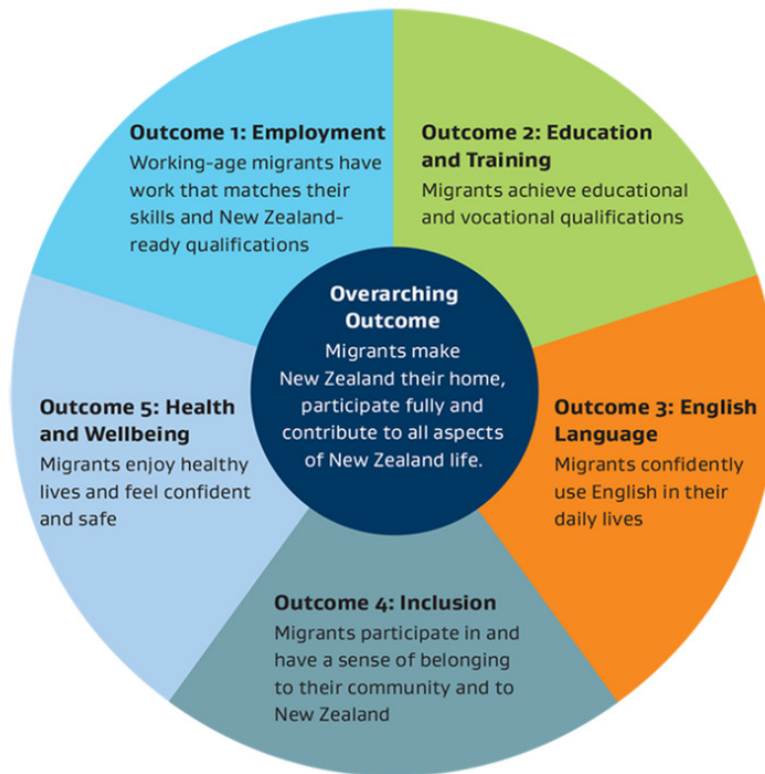 Outcome 1: Employment
Working-age migrants have
work that matches their
skills and New Zealand-
ready qualifications
Outcome 2: Education
and Training
Migrants achieve educational
and vocational qualifications
Overarching
Outcome
Migrants make
New Zealand their home,
participate fully and
contribute to all aspects
of New Zealand life.
Outcome 5: Health
and Wellbeing
Migrants enjoy healthy
lives and feel confident
and safe
Outcome 3: English
Language
Migrants confidently
use English in their
daily lives
Outcome 4: Inclusion
Migrants participate in and
have a sense of belonging
to their community and to
New Zealand